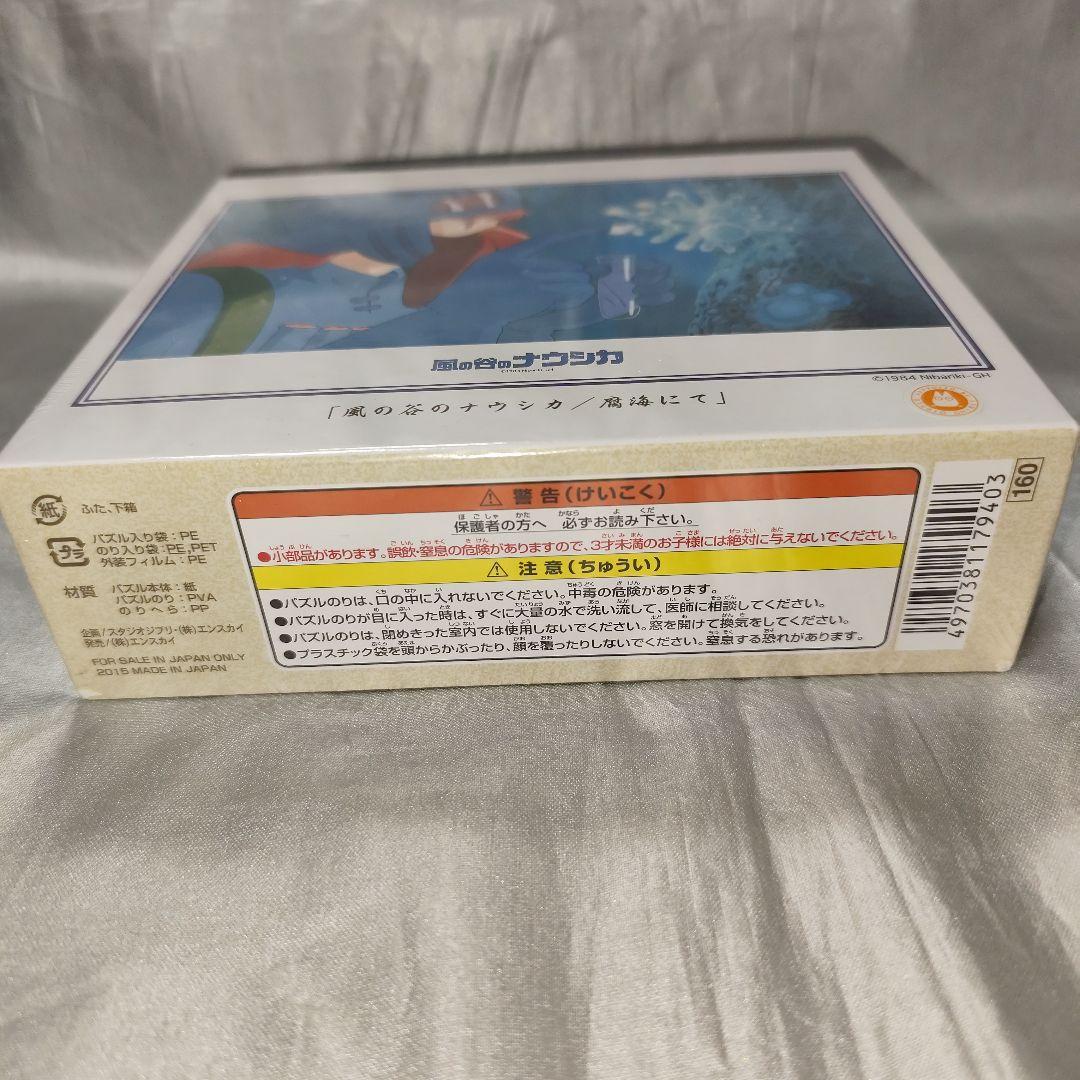 風の谷のナウシカ
©1984 Nibariki-GH
「風の谷のナウシカ/腐海にて」
紙 ふた、下箱
プラ
パズル入り袋:PE
のり入り袋:PE,PET
外装フィルム:PE
材質 パズル本体:紙
パズルのり:PVA
のりへら:PP
企画/スタジオジブリ・(株)エンスカイ
発売/(株)エンスカイ
FOR SALE IN JAPAN ONLY
2015 MADE IN JAPAN
⚠ 警告(けいこく)
保護者の方へ 必ずお読み下さい。
●小部品があります。誤飲・窒息の危険がありますので、3才未満のお子様には絶対に与えないでください。
⚠ 注意(ちゅうい)
●パズルのりは、口の中に入れないでください。中毒の危険があります。
●パズルのりが目に入った時は、すぐに大量の水で洗い流して、医師に相談してください。
●パズルのりは、閉めきった室内では使用しないでください。窓を開けて換気をしてください。
●プラスチック袋を頭からかぶったり、顔を覆ったりしないでください。窒息する恐れがあります。
4970381179403
160